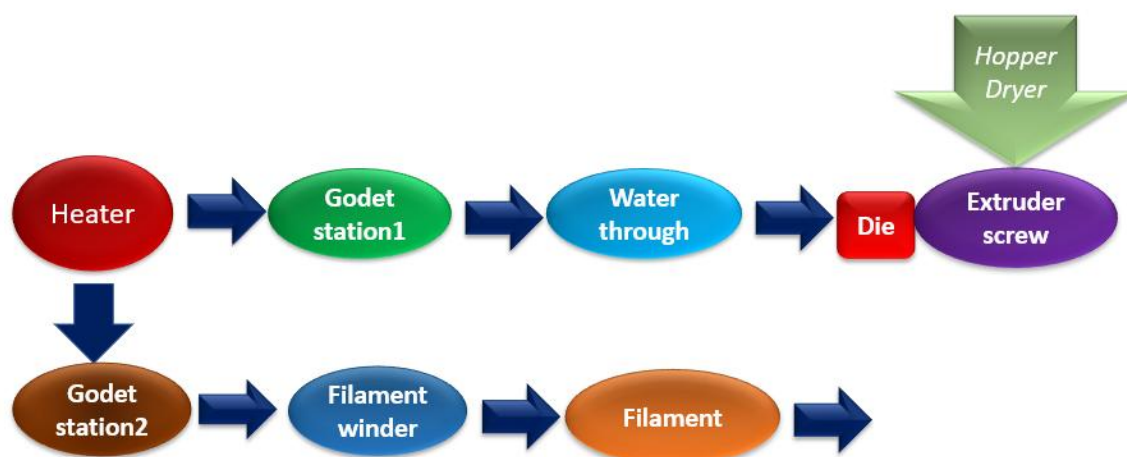 Hopper
Dryer
Heater
Godet
station1
Water
through
Die
Extruder
screw
Godet
station2
Filament
winder
Filament